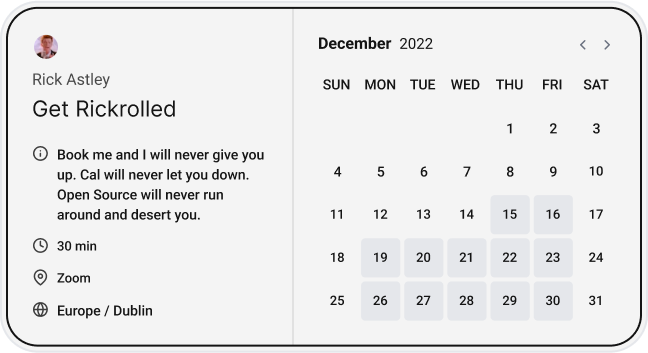 Rick Astley
Get Rickrolled
Book me and I will never give you
up. Cal will never let you down.
Open Source will never run
around and desert you.
30 min
Zoom
Europe / Dublin
December 2022
SUN MON TUE WED THU FRI SAT
1 2 3
4 5 6 7 8 9 10
11 12 13 14 15 16 17
18 19 20 21 22 23 24
25 26 27 28 29 30 31